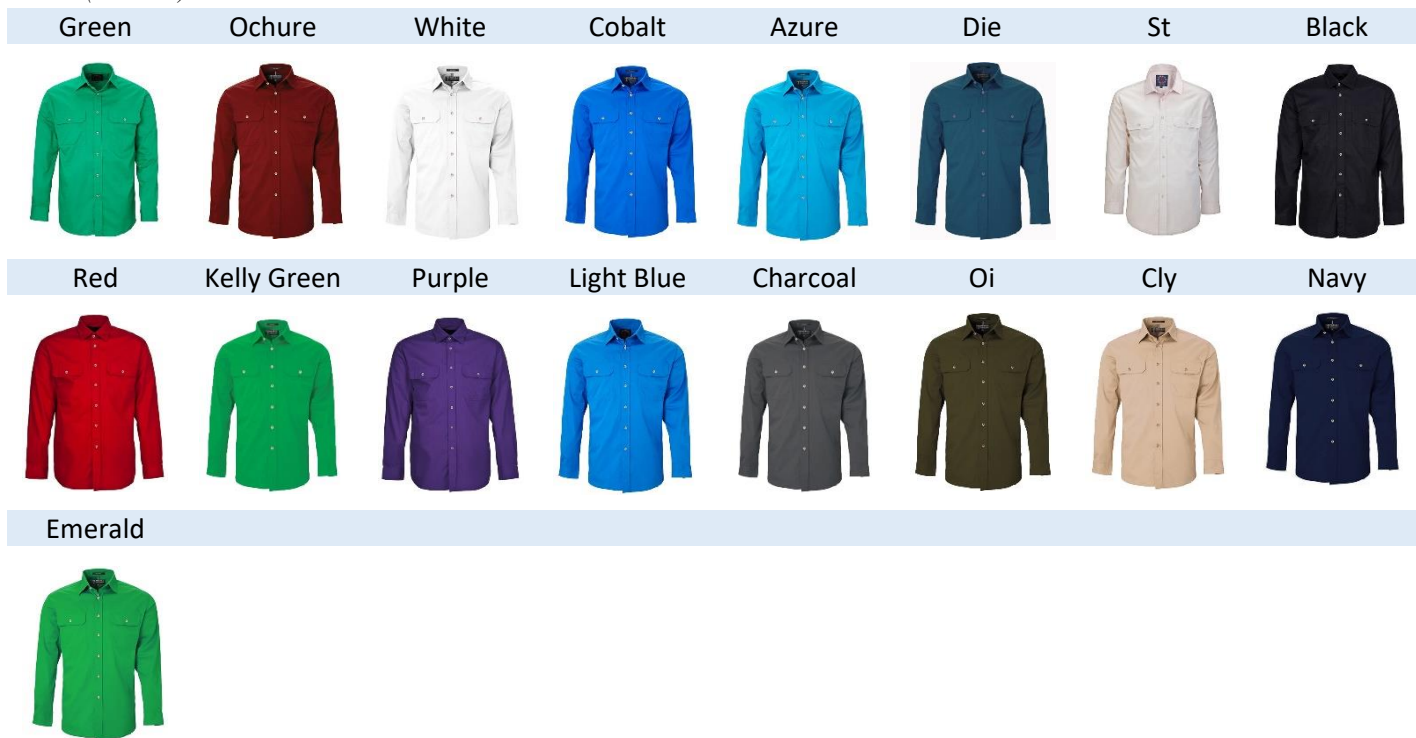 Green Ochure White Cobalt Azure Die St Black
Red Kelly Green Purple Light Blue Charcoal Oi Cly Navy
Emerald